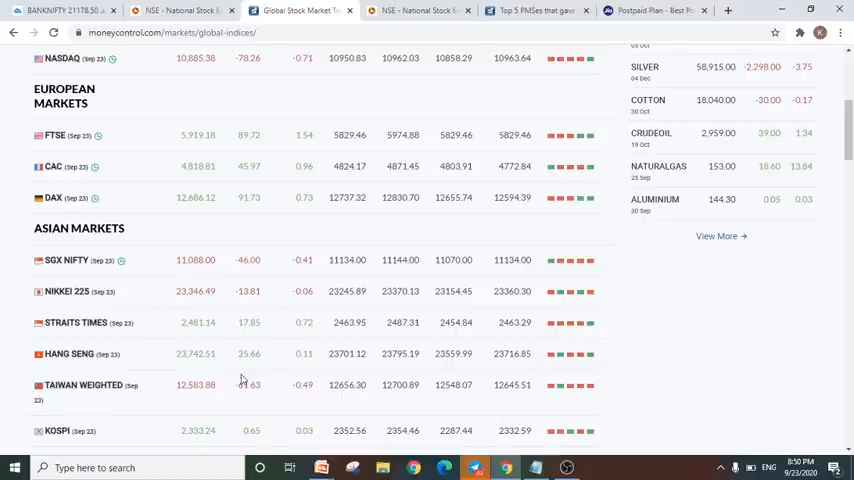 BANKNIFTY 21178.50
NSE - National Stock Ex
Global Stock Market Tr
NSE - National Stock Ex
Top 5 PMSes that gave
Postpaid Plan - Best Po
moneycontrol.com/markets/global-indices/
NASDAQ (Sep 23) 10,885.38 -78.26 -0.71 10950.83 10962.03 10858.29 10963.64
EUROPEAN
MARKETS
FTSE (Sep 23) 5,919.18 89.72 1.54 5829.46 5974.88 5829.46 5829.46
CAC (Sep 23) 4,818.81 45.97 0.96 4824.17 4871.45 4803.91 4772.84
DAX (Sep 23) 12,686.12 91.73 0.73 12737.32 12830.70 12655.74 12594.39
ASIAN MARKETS
SGX NIFTY (Sep 23) 11,088.00 -46.00 -0.41 11134.00 11144.00 11070.00 11134.00
NIKKEI 225 (Sep 23) 23,346.49 -13.81 -0.06 23245.89 23370.13 23154.45 23360.30
STRAITS TIMES (Sep 23) 2,481.14 17.85 0.72 2463.95 2487.31 2454.84 2463.29
HANG SENG (Sep 23) 23,742.51 25.66 0.11 23701.12 23795.19 23559.99 23716.85
TAIWAN WEIGHTED (Sep 12,583.88 -61.63 -0.49 12656.30 12700.89 12548.07 12645.51
23)
KOSPI (Sep 23) 2,333.24 0.65 0.03 2352.56 2354.46 2287.44 2332.59
03 Oct
SILVER 58,915.00 -2,298.00 -3.75
04 Dec
COTTON 18,040.00 -30.00 -0.17
30 Oct
CRUDEOIL 2,959.00 39.00 1.34
19 Oct
NATURALGAS 153.00 18.60 13.84
25 Sep
ALUMINIUM 144.30 0.05 0.03
30 Sep
View More →
K
Type here to search
ENG
8:50 PM
9/23/2020